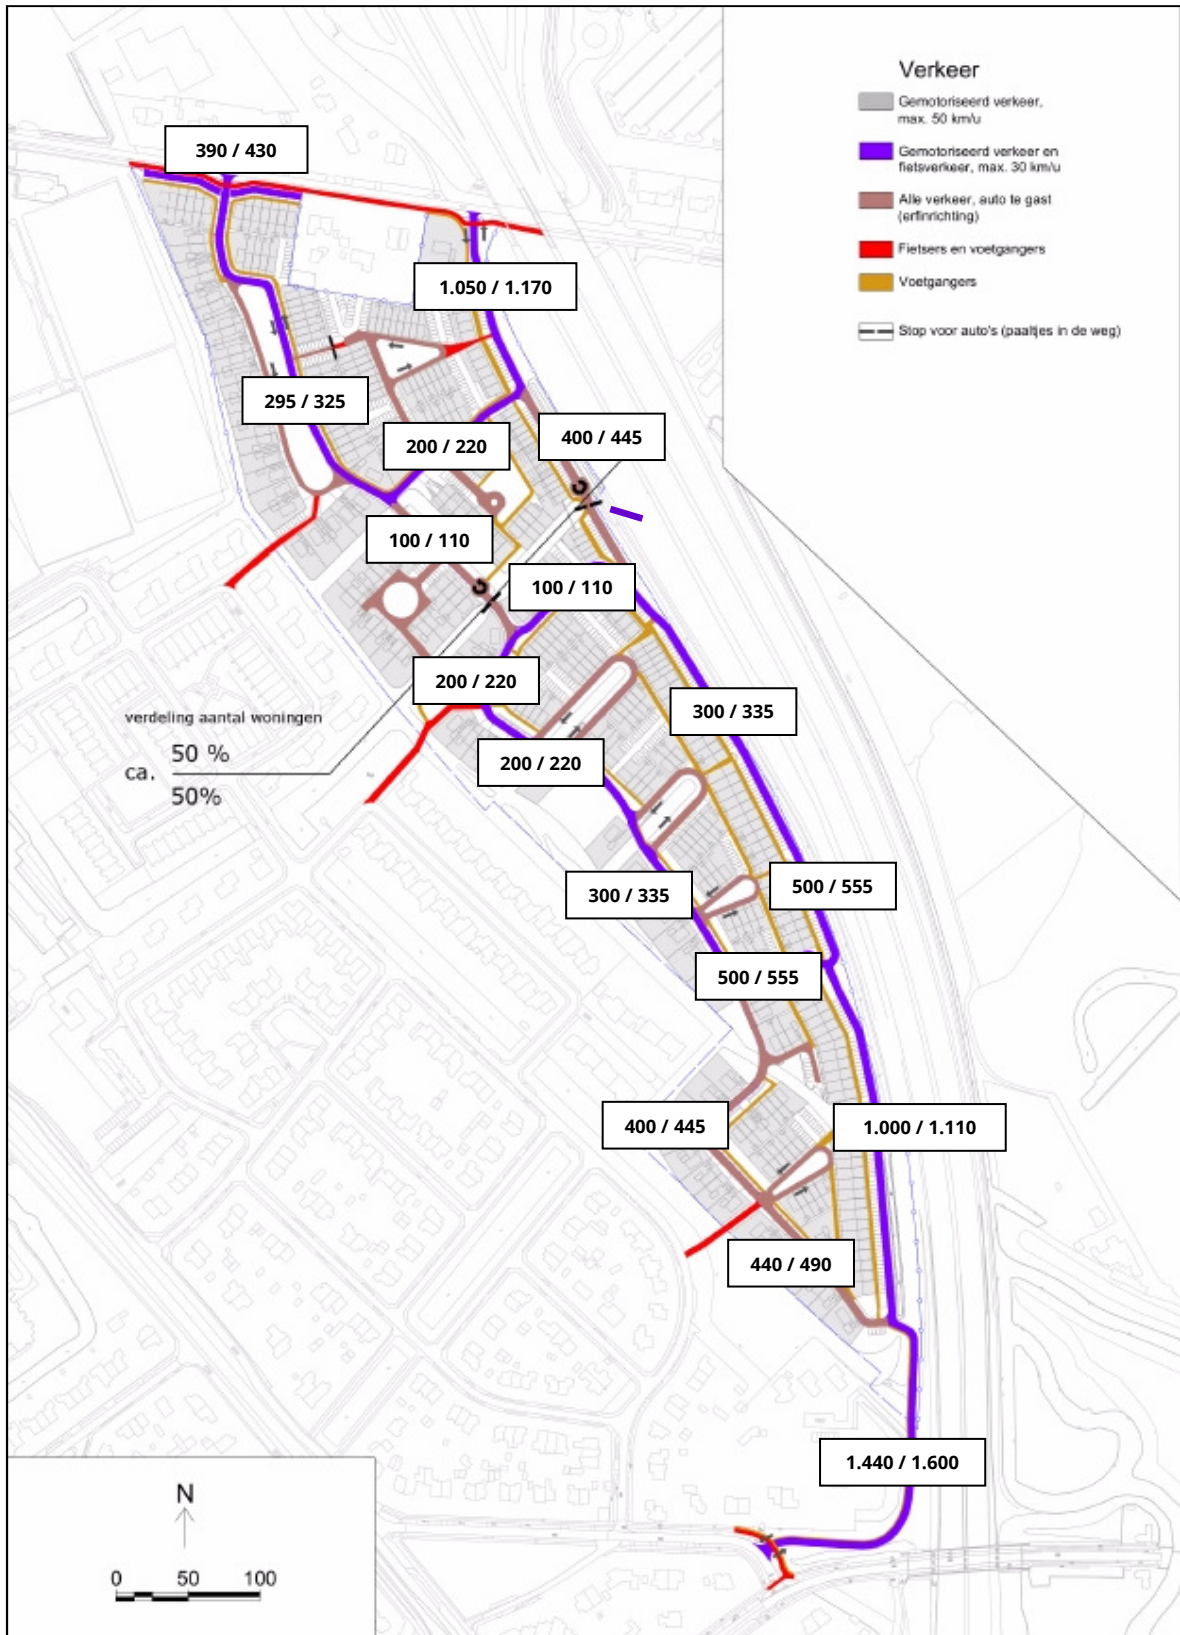 Verkeer
Gemotoriseerd verkeer,
max. 50 km/u
Gemotoriseerd verkeer en
fietsverkeer, max. 30 km/u
Alle verkeer, auto te gast
(erfinrichting)
Fietsers en voetgangers
Voetgangers
Stop voor auto's (paaltjes in de weg)
390 / 430
1.050 / 1.170
295 / 325
200 / 220
400 / 445
100 / 110
100 / 110
200 / 220
300 / 335
verdeling aantal woningen
50 %
ca.
50%
200 / 220
300 / 335
500 / 555
500 / 555
400 / 445
1.000 / 1.110
440 / 490
1.440 / 1.600
N
0 50 100